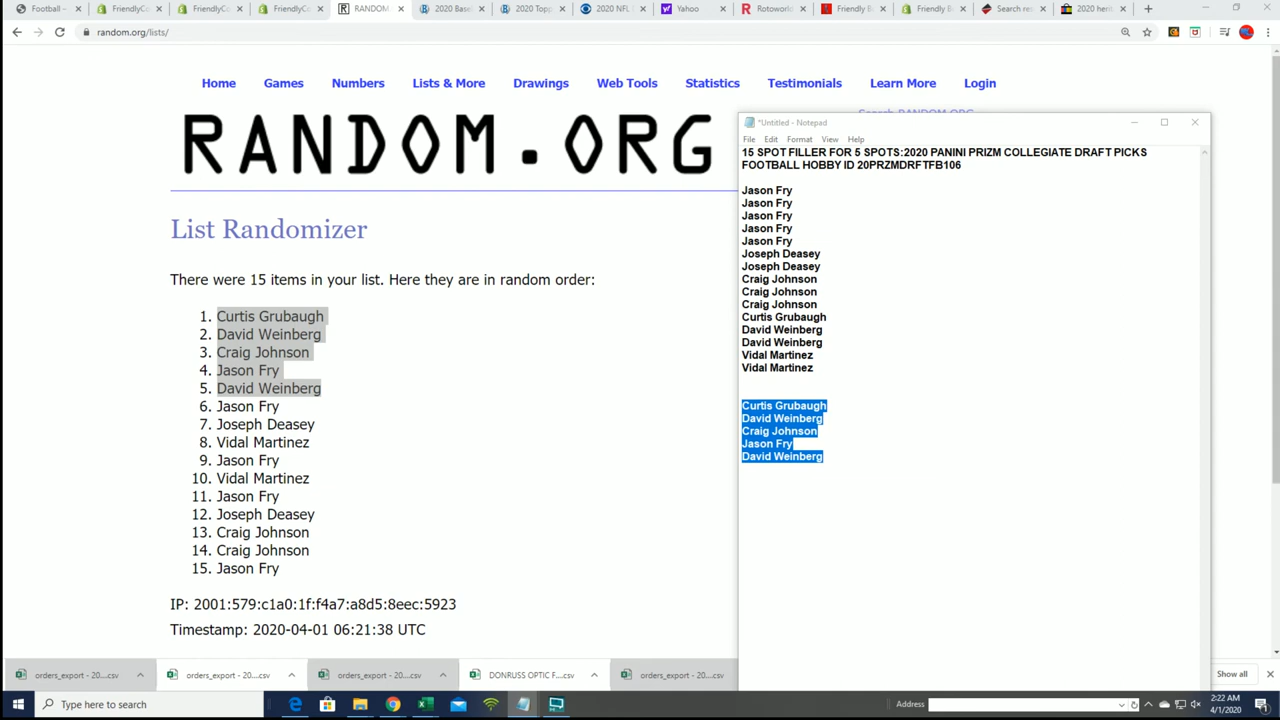 Football -
FriendlyCo
FriendlyCo
FriendlyCo
RANDOM
2020 Base
2020 Topp
2020 NFL
Yahoo
Rotoworld
Friendly B
Friendly B
Search res
2020 heri
random.org/lists/
Home Games Numbers Lists & More Drawings Web Tools Statistics Testimonials Learn More Login
Search RANDOM.ORG
RANDOM.ORG
List Randomizer
There were 15 items in your list. Here they are in random order:
1. Curtis Grubaugh
2. David Weinberg
3. Craig Johnson
4. Jason Fry
5. David Weinberg
6. Jason Fry
7. Joseph Deasey
8. Vidal Martinez
9. Jason Fry
10. Vidal Martinez
11. Jason Fry
12. Joseph Deasey
13. Craig Johnson
14. Craig Johnson
15. Jason Fry
IP: 2001:579:c1a0:1f:f4a7:a8d5:8eec:5923
Timestamp: 2020-04-01 06:21:38 UTC
*Untitled - Notepad
File Edit Format View Help
15 SPOT FILLER FOR 5 SPOTS:2020 PANINI PRIZM COLLEGIATE DRAFT PICKS
FOOTBALL HOBBY ID 20PRZMDRFTFB106
Jason Fry
Jason Fry
Jason Fry
Jason Fry
Jason Fry
Joseph Deasey
Joseph Deasey
Craig Johnson
Craig Johnson
Craig Johnson
Curtis Grubaugh
David Weinberg
David Weinberg
Vidal Martinez
Vidal Martinez
Curtis Grubaugh
David Weinberg
Craig Johnson
Jason Fry
David Weinberg
orders_export - 20....csv
orders_export - 20....csv
orders_export - 20....csv
DONRUSS OPTIC F....csv
orders_export - 20....csv
Show all
Type here to search
Address
2:22 AM
4/1/2020